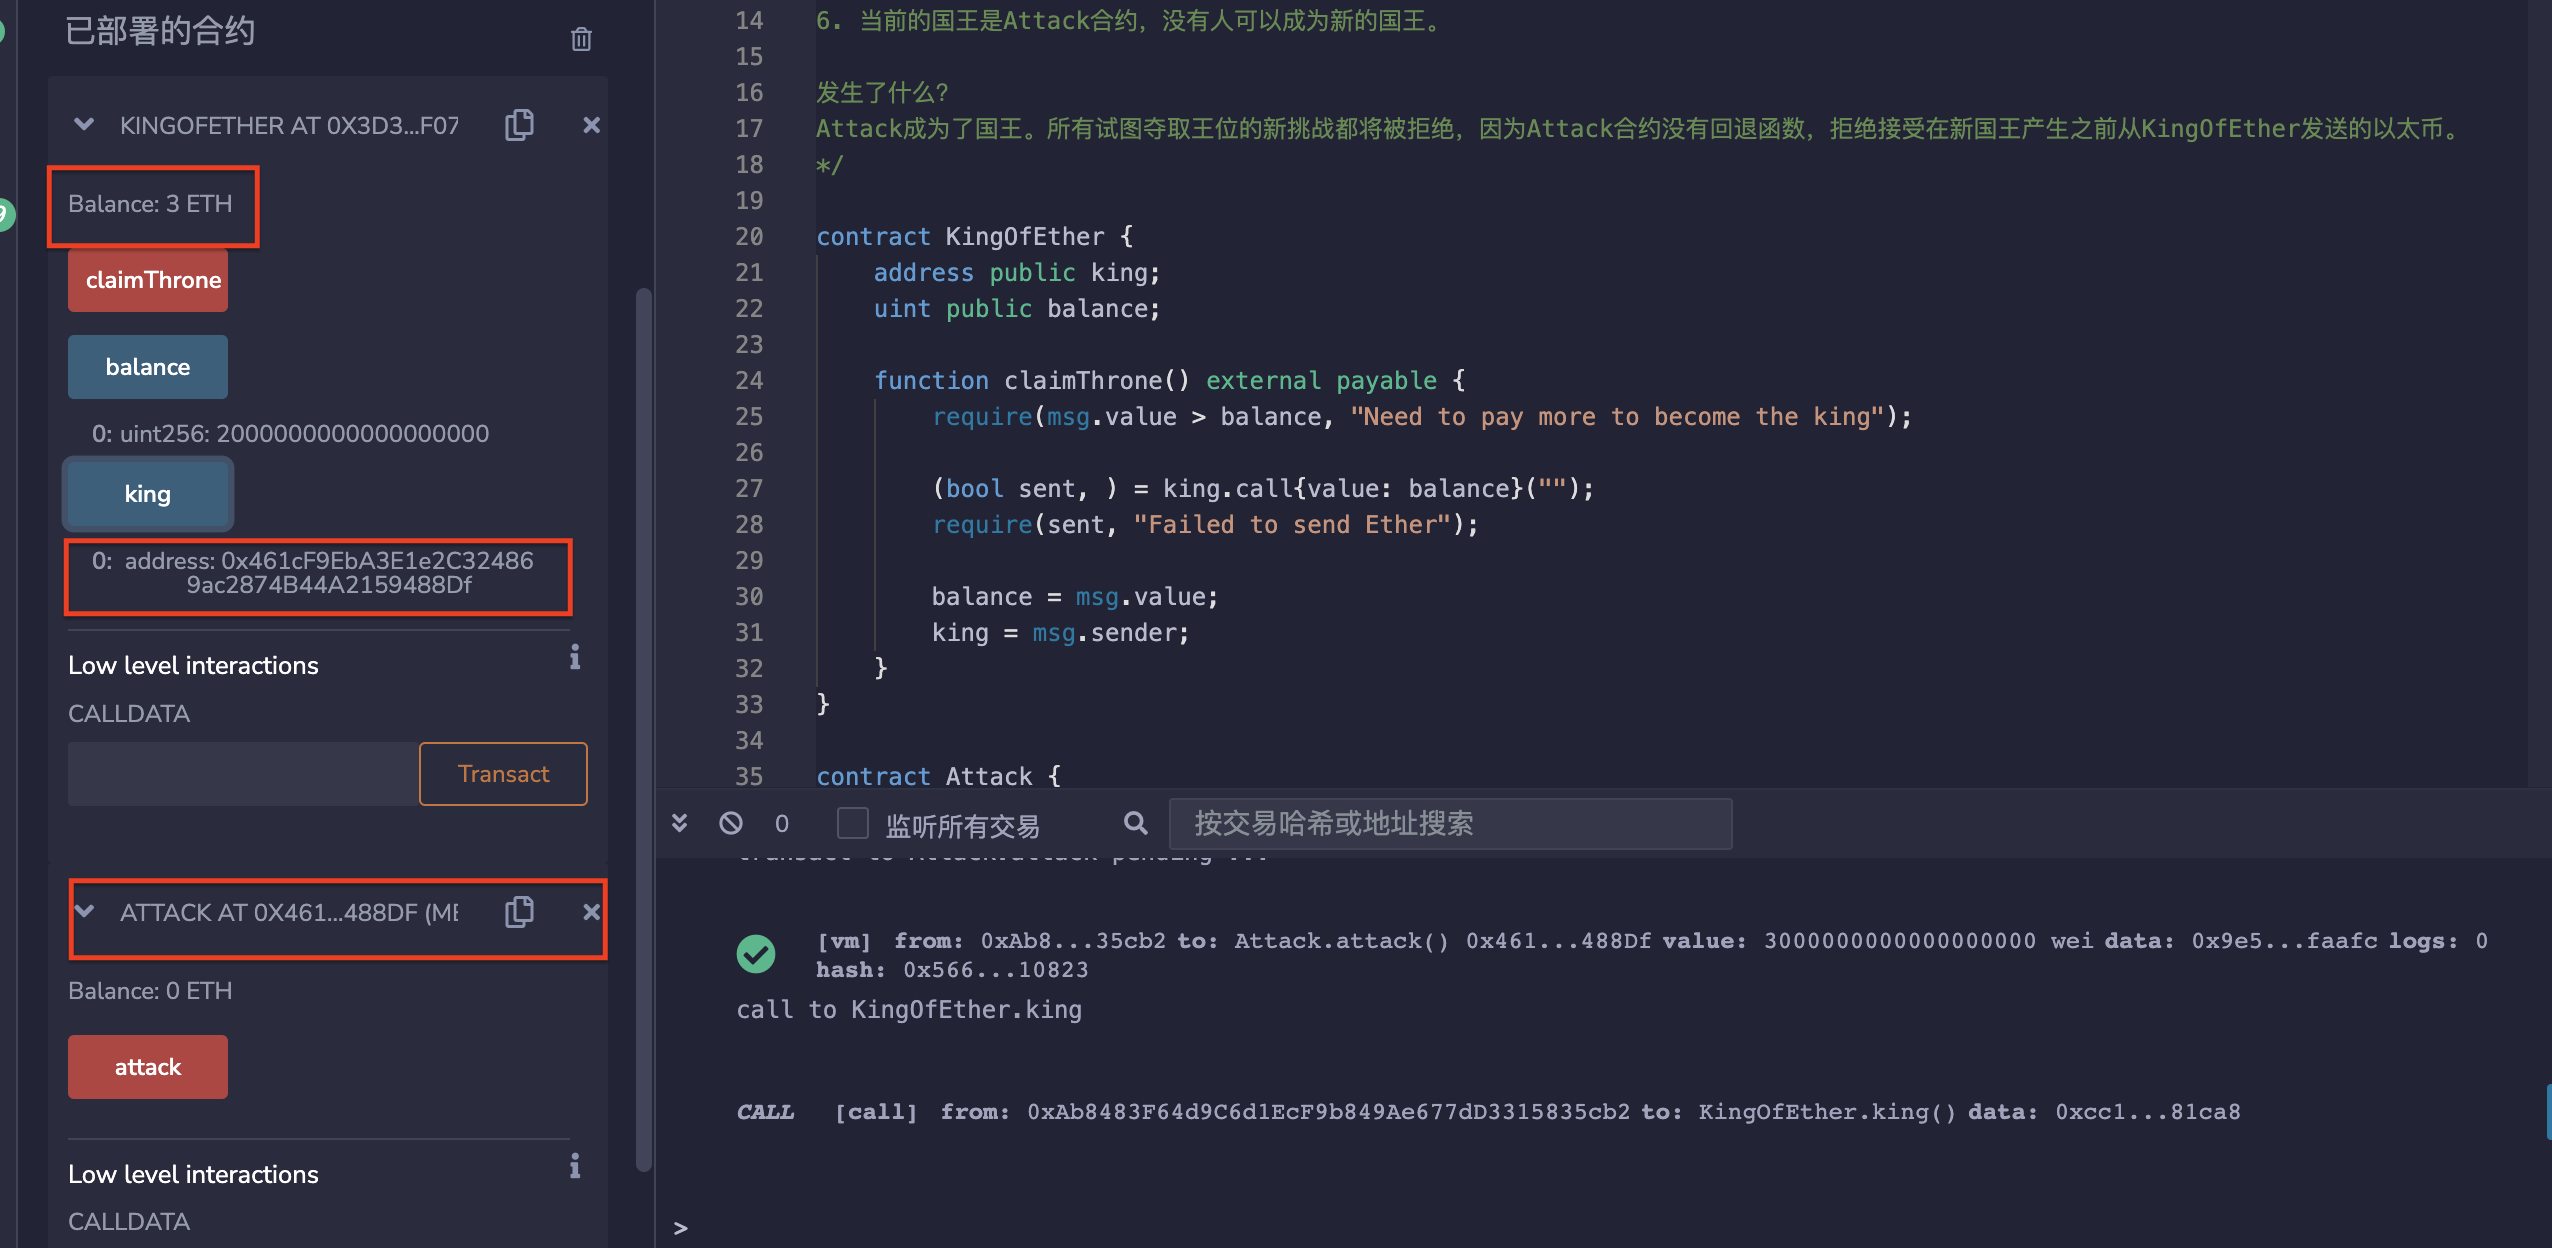 已部署的合约
KINGOFETHER AT 0X3D3...F07
Balance: 3 ETH
claimThrone
balance
0: uint256: 2000000000000000000
king
0: address: 0x461cF9EbA3E1e2C32486
9ac2874B44A2159488Df
Low level interactions
CALLDATA
Transact
ATTACK AT 0X461...488DF (ME
Balance: 0 ETH
attack
Low level interactions
CALLDATA
14 6. 当前的国王是Attack合约，没有人可以成为新的国王。
15
16 发生了什么？
17 Attack成为了国王。所有试图夺取王位的新挑战都将被拒绝，因为Attack合约没有回退函数，拒绝接受在新国王产生之前从KingOfEther发送的以太币。
18 */
19
20 contract KingOfEther {
21 address public king;
22 uint public balance;
23
24 function claimThrone() external payable {
25 require(msg.value > balance, "Need to pay more to become the king");
26
27 (bool sent, ) = king.call{value: balance}("");
28 require(sent, "Failed to send Ether");
29
30 balance = msg.value;
31 king = msg.sender;
32 }
33 }
34
35 contract Attack {
0 监听所有交易 按交易哈希或地址搜索
transact to Attack.attack pending ...
[vm] from: 0xAb8...35cb2 to: Attack.attack() 0x461...488Df value: 3000000000000000000 wei data: 0x9e5...faafc logs: 0
hash: 0x566...10823
call to KingOfEther.king
CALL [call] from: 0xAb8483F64d9C6d1EcF9b849Ae677dD3315835cb2 to: KingOfEther.king() data: 0xcc1...81ca8
>